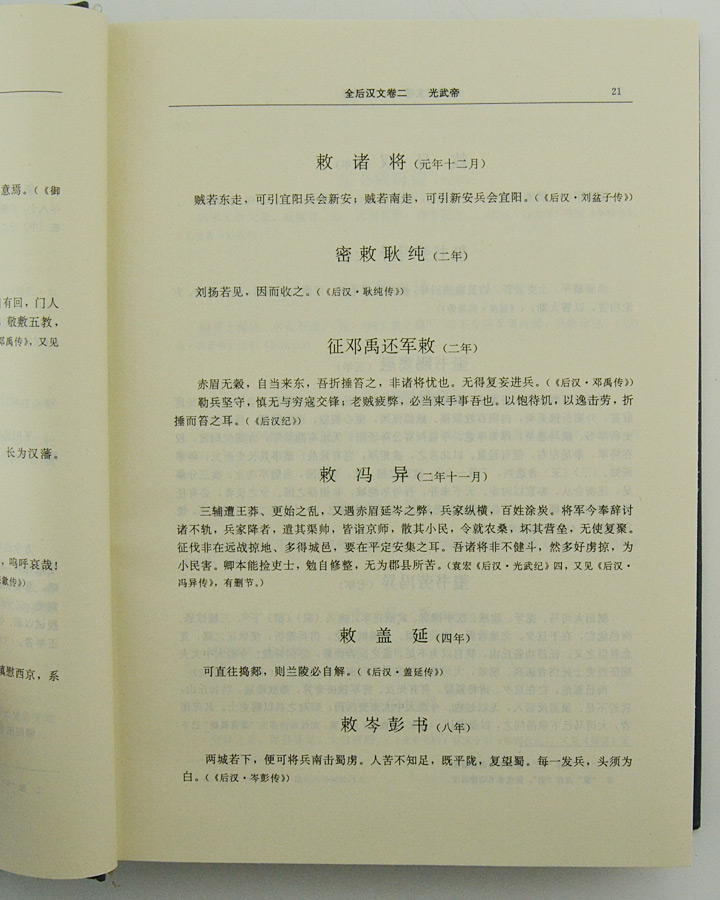 意焉。（《御
有回，门人
敬敷五教，
邓禹传》，又见
长为汉藩。
，呜呼哀哉！
慰西京，系
全后汉文卷二 光武帝 21
敕诸将（元年十二月）
贼若东走，可引宜阳兵会新安；贼若南走，可引新安兵会宜阳。（《后汉·刘盆子传》）
密敕耿纯（二年）
刘扬若见，因而收之。（《后汉·耿纯传》）
征邓禹还军敕（二年）
赤眉无穀，自当来东，吾折捶笞之，非诸将忧也。无得复妄进兵。（《后汉·邓禹传》）
勒兵坚守，慎无与穷寇交锋；老贼疲弊，必当束手事吾也。以饱待饥，以逸击劳，折
捶而笞之耳。（《后汉纪》）
敕冯异（二年十一月）
三辅遭王莽、更始之乱，又遇赤眉延岑之弊，兵家纵横，百姓涂炭。将军今奉辞讨
诸不轨，兵家降者，遣其渠帅，皆诣京师，散其小民，令就农桑，坏其营垒，无使复聚。
征伐非在远战掠地、多得城邑，要在平定安集之耳。吾诸将非不健斗，然多好虏掠，为
小民害。卿本能捡吏士，勉自修整，无为郡县所苦。（袁宏《后汉·光武纪》四，又见《后汉·
冯异传》，有删节。）
敕盖延（四年）
可直往捣郯，则兰陵必自解。（《后汉·盖延传》）
敕岑彭书（八年）
两城若下，便可将兵南击蜀虏。人苦不知足，既平陇，复望蜀。每一发兵，头须为
白。（《后汉·岑彭传》）